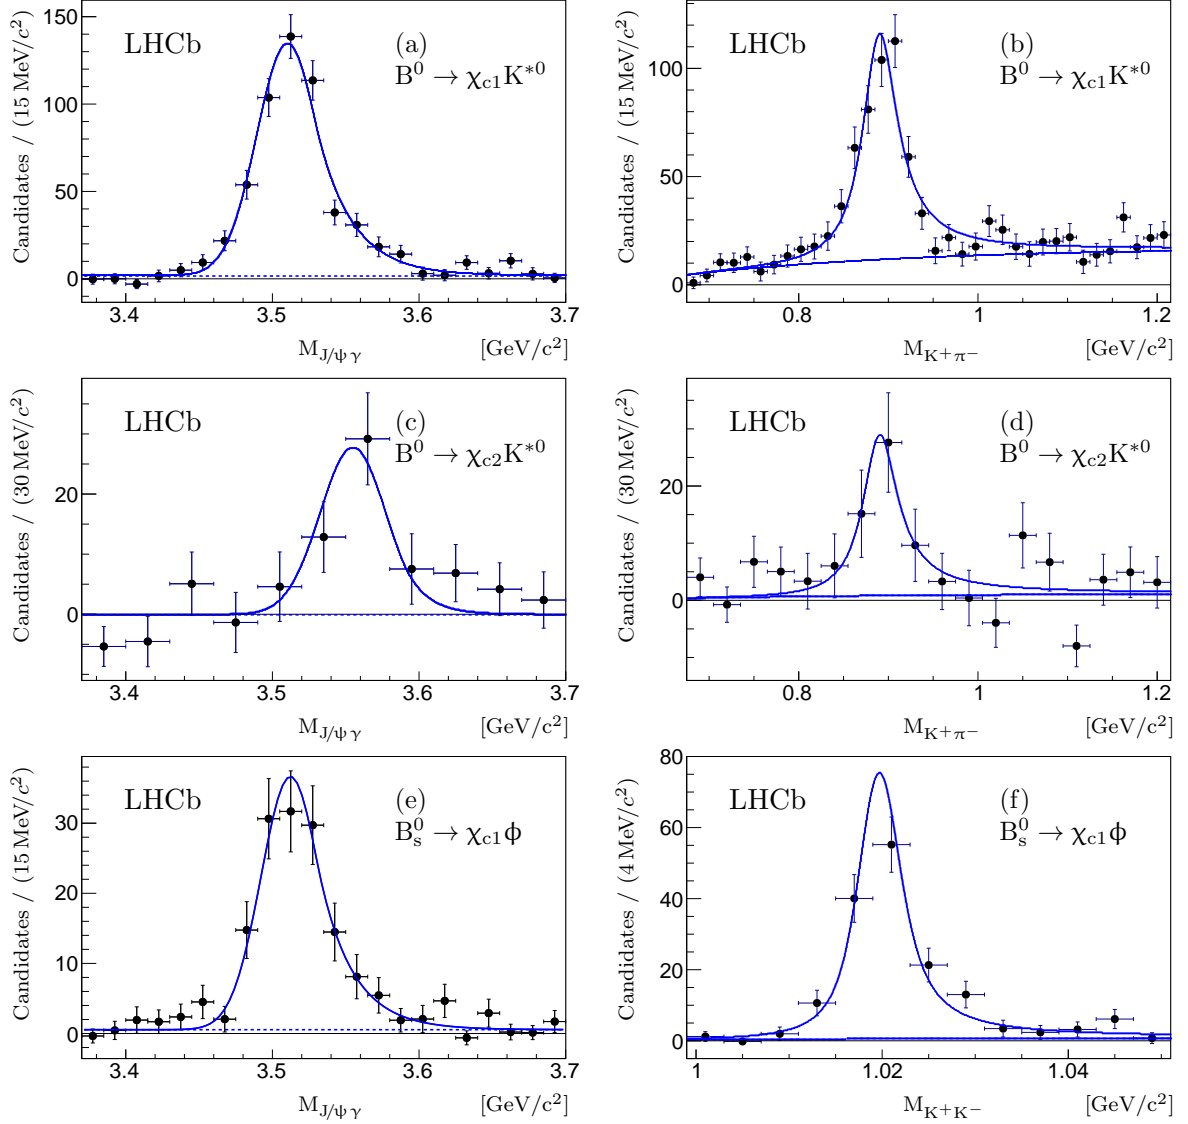 150
100
50
0
3.4 3.5 3.6 3.7
Candidates / (15 MeV/c²)
LHCb
(a)
B⁰ → χc1K*⁰
M_J/ψ γ [GeV/c²]
100
50
0
0.8 1 1.2
Candidates / (15 MeV/c²)
LHCb
(b)
B⁰ → χc1K*⁰
M_K⁺π⁻ [GeV/c²]
20
0
3.4 3.5 3.6 3.7
Candidates / (30 MeV/c²)
LHCb
(c)
B⁰ → χc2K*⁰
M_J/ψ γ [GeV/c²]
20
0
0.8 1 1.2
Candidates / (30 MeV/c²)
LHCb
(d)
B⁰ → χc2K*⁰
M_K⁺π⁻ [GeV/c²]
30
20
10
0
3.4 3.5 3.6 3.7
Candidates / (15 MeV/c²)
LHCb
(e)
B⁰s → χc1ϕ
M_J/ψ γ [GeV/c²]
80
60
40
20
0
1 1.02 1.04
Candidates / (4 MeV/c²)
LHCb
(f)
B⁰s → χc1ϕ
M_K⁺K⁻ [GeV/c²]